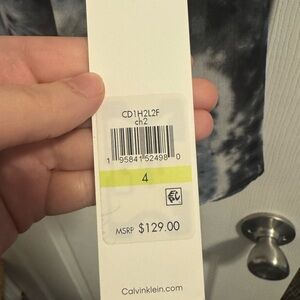 CD1H2L2F
ch2
1 95841 52498 0
4
MSRP $129.00
Calvinklein.com